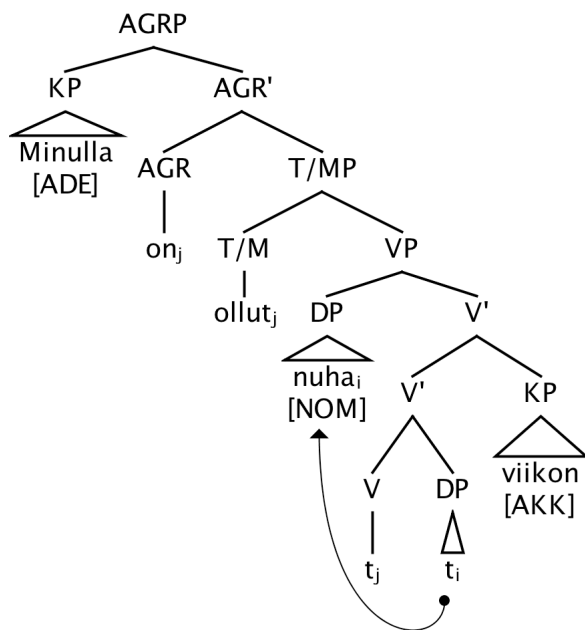 AGRP
KP AGR'
Minulla
[ADE]
AGR T/MP
onⱼ T/M VP
ollutⱼ DP V'
nuhaᵢ
[NOM]
V' KP
viikon
[AKK]
V DP
tⱼ tᵢ